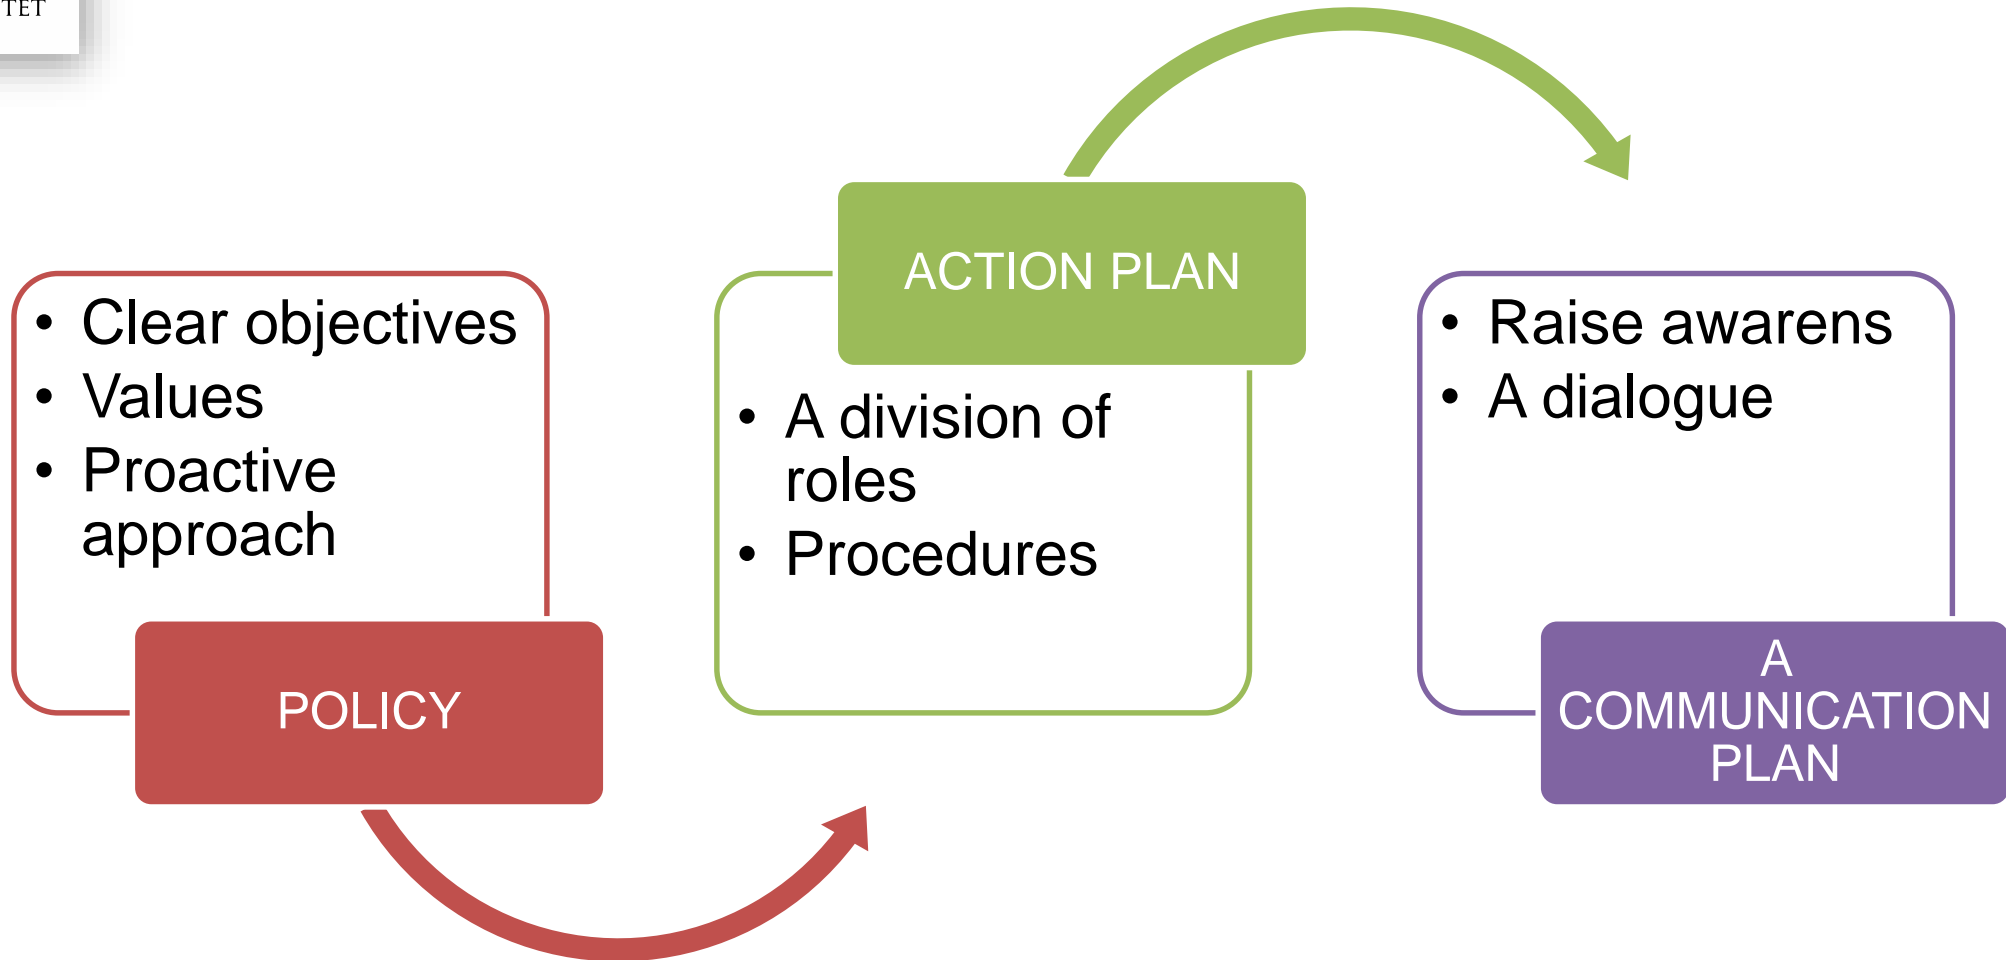 TET
• Clear objectives
• Values
• Proactive
approach
POLICY
ACTION PLAN
• A division of
roles
• Procedures
• Raise awarens
• A dialogue
A
COMMUNICATION
PLAN